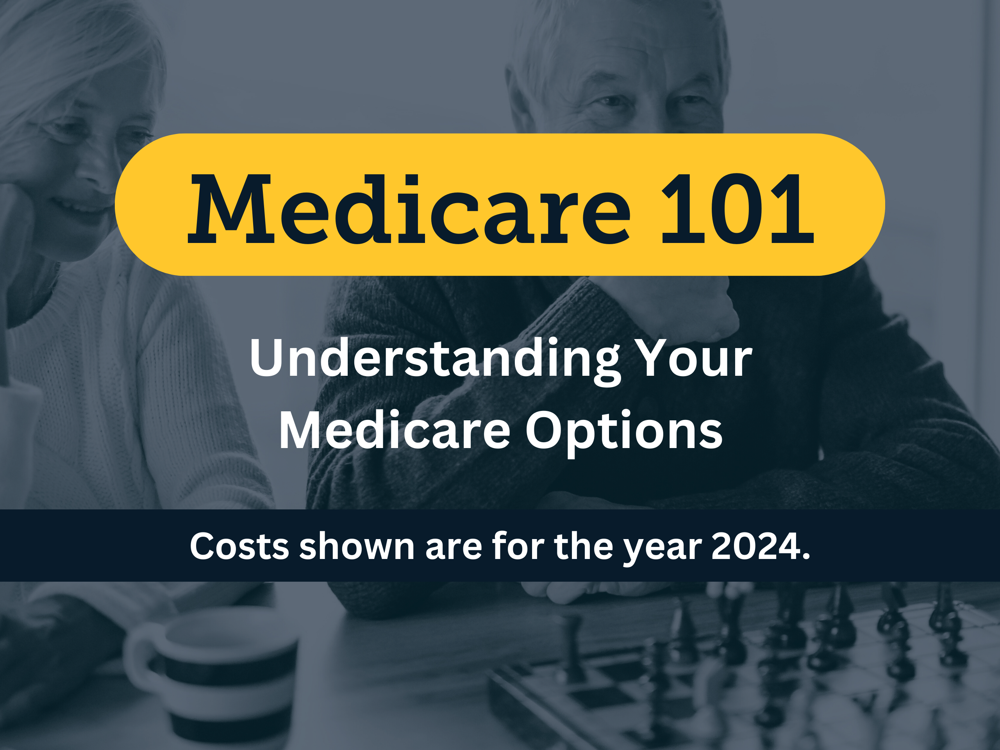 Medicare 101
Understanding Your
Medicare Options
Costs shown are for the year 2024.